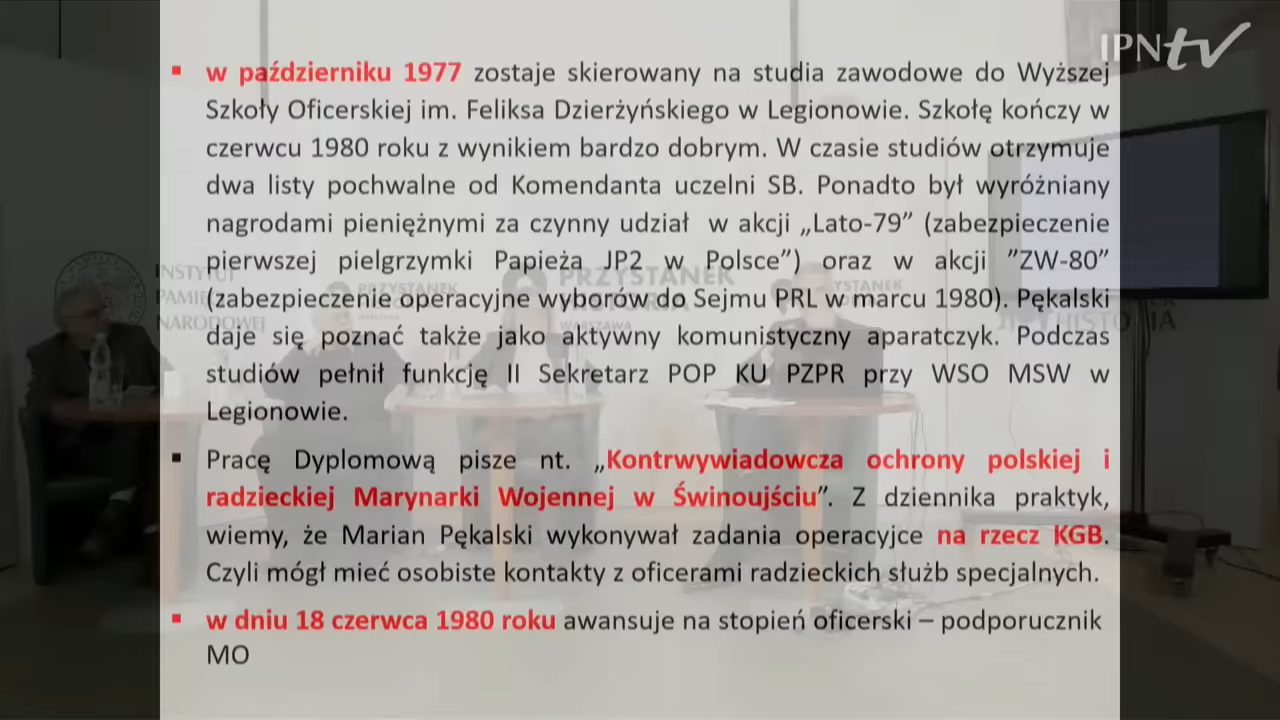 IPNtv
w październiku 1977 zostaje skierowany na studia zawodowe do Wyższej
Szkoły Oficerskiej im. Feliksa Dzierżyńskiego w Legionowie. Szkołę kończy w
czerwcu 1980 roku z wynikiem bardzo dobrym. W czasie studiów otrzymuje
dwa listy pochwalne od Komendanta uczelni SB. Ponadto był wyróżniany
nagrodami pieniężnymi za czynny udział w akcji „Lato-79” (zabezpieczenie
pierwszej pielgrzymki Papieża JP2 w Polsce”) oraz w akcji ”ZW-80”
(zabezpieczenie operacyjne wyborów do Sejmu PRL w marcu 1980). Pękalski
daje się poznać także jako aktywny komunistyczny aparatczyk. Podczas
studiów pełnił funkcję II Sekretarz POP KU PZPR przy WSO MSW w
Legionowie.
Pracę Dyplomową pisze nt. „Kontrwywiadowcza ochrony polskiej i
radzieckiej Marynarki Wojennej w Świnoujściu”. Z dziennika praktyk,
wiemy, że Marian Pękalski wykonywał zadania operacyjce na rzecz KGB.
Czyli mógł mieć osobiste kontakty z oficerami radzieckich służb specjalnych.
w dniu 18 czerwca 1980 roku awansuje na stopień oficerski – podporucznik
MO
INSTYTUT
PAMIĘCI
NARODOWEJ
PRZYSTANEK
HISTORIA
WARSZAWA